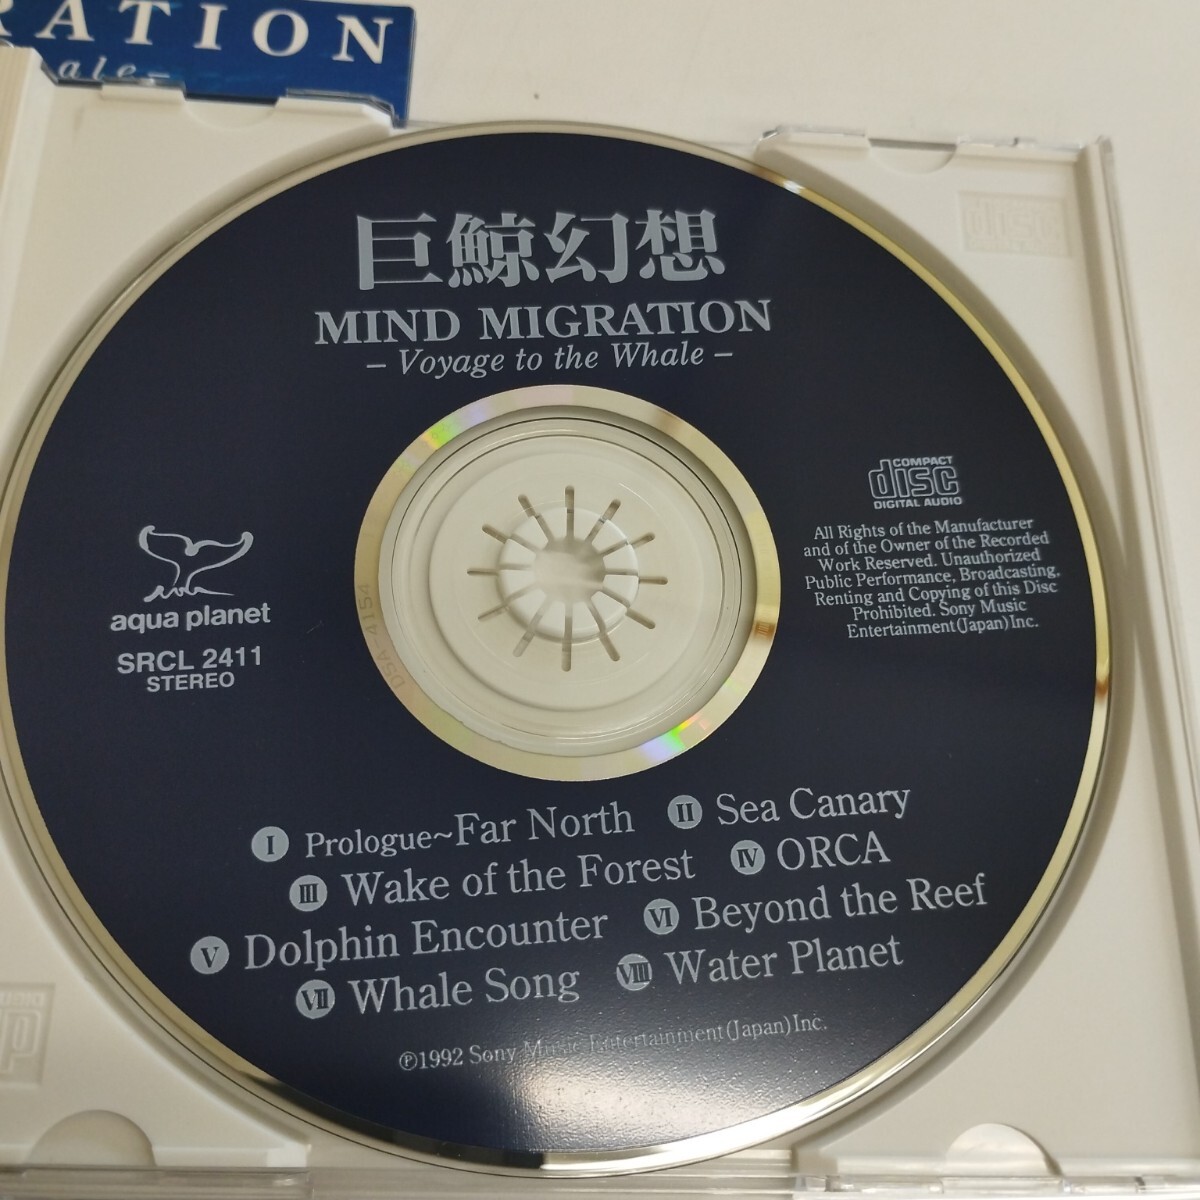 RATION
ale–
巨鯨幻想
MIND MIGRATION
– Voyage to the Whale –
COMPACT
disc
DIGITAL AUDIO
All Rights of the Manufacturer
and of the Owner of the Recorded
Work Reserved. Unauthorized
Public Performance, Broadcasting,
Renting and Copying of this Disc
Prohibited. Sony Music
Entertainment(Japan)Inc.
aqua planet
SRCL 2411
STEREO
DSA-4154
I Prologue~Far North II Sea Canary
III Wake of the Forest IV ORCA
V Dolphin Encounter VI Beyond the Reef
VII Whale Song VIII Water Planet
℗1992 Sony Music Entertainment(Japan)Inc.
disc